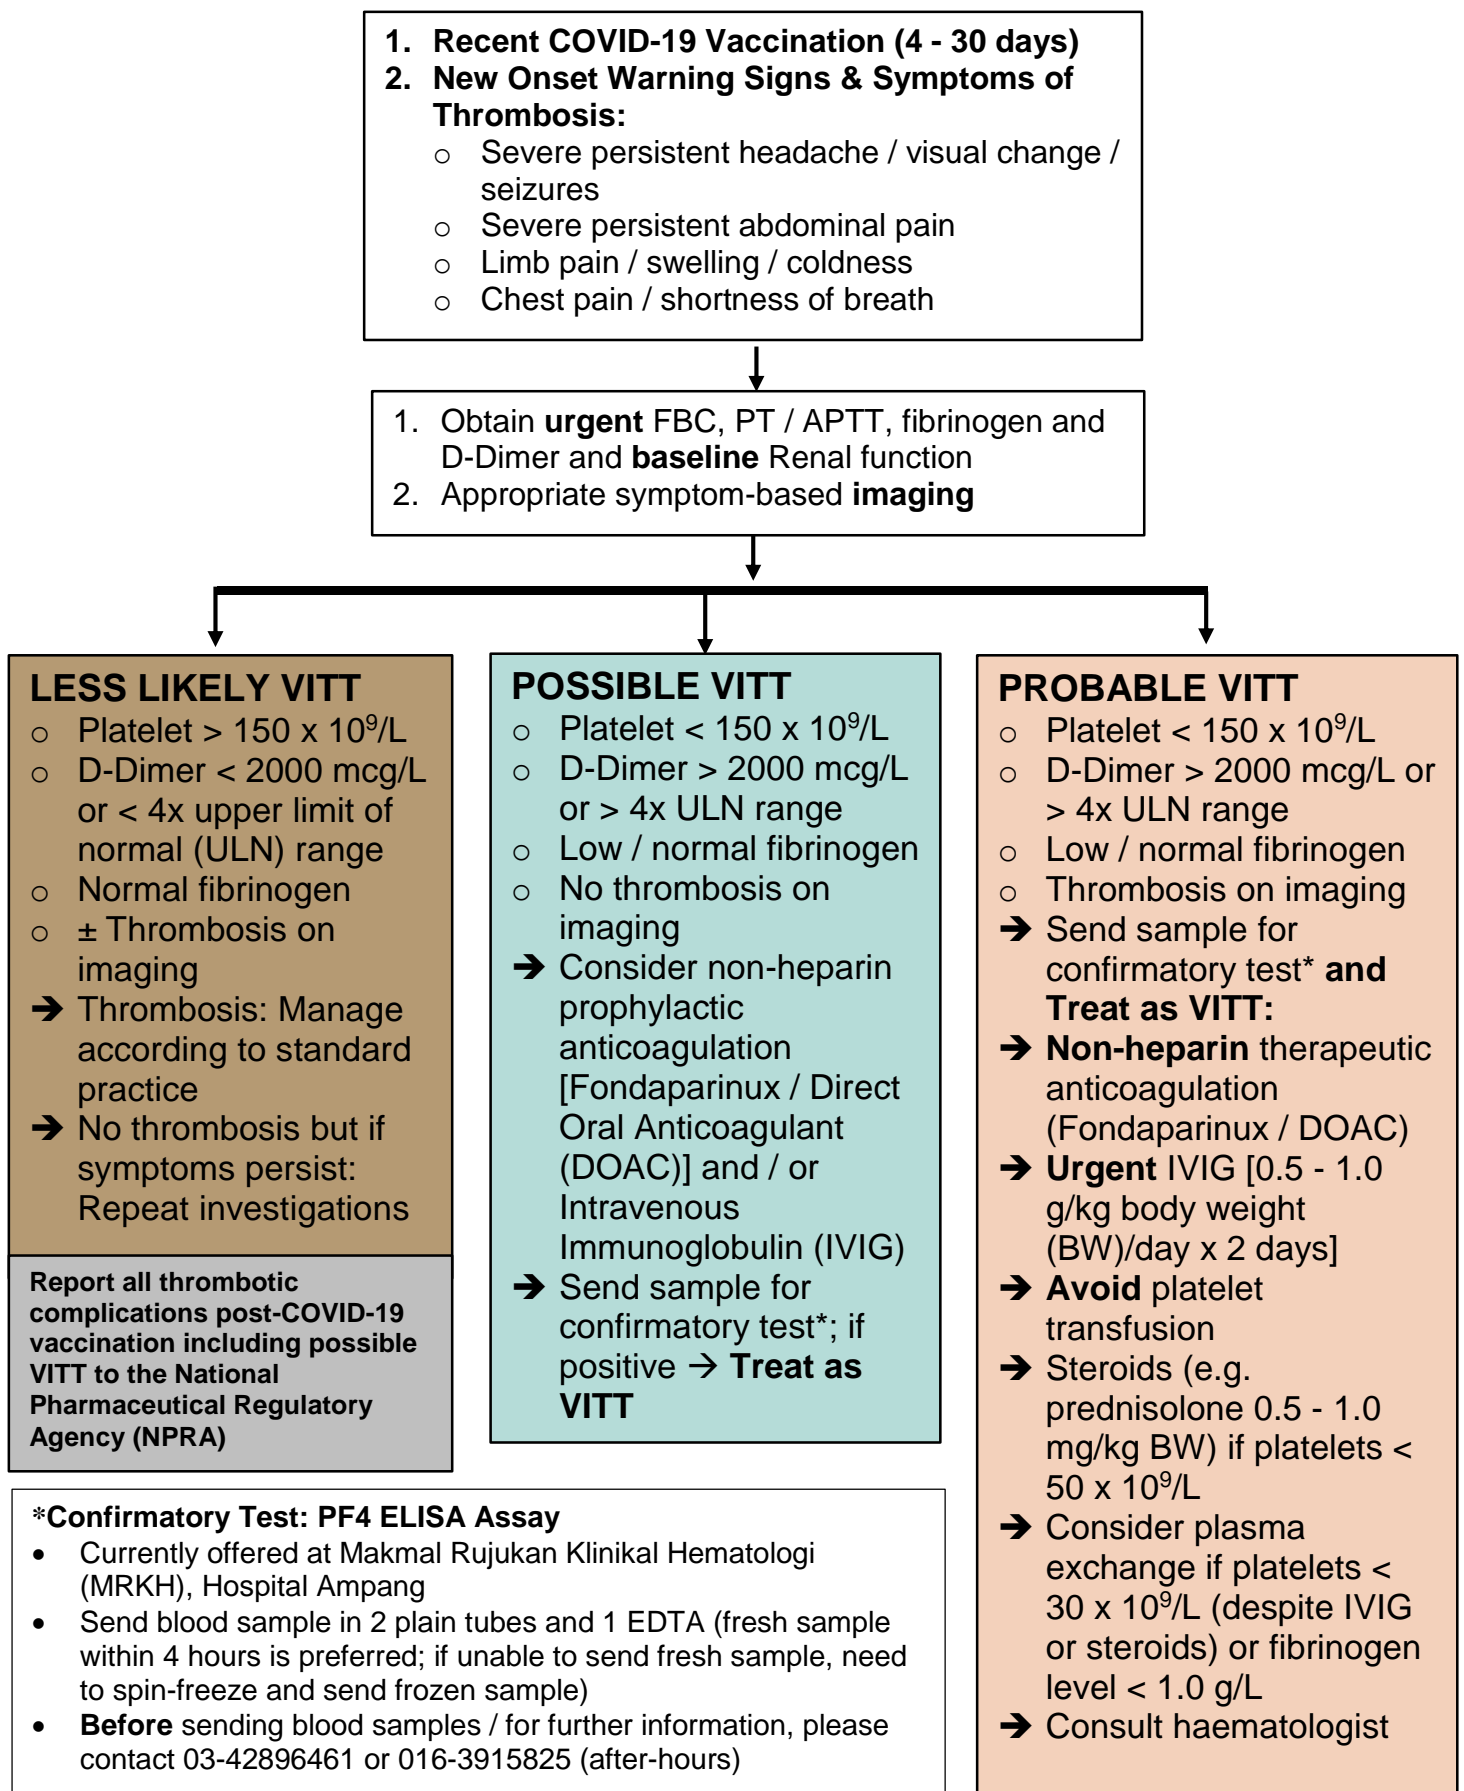 1. Recent COVID-19 Vaccination (4 - 30 days)
2. New Onset Warning Signs & Symptoms of
Thrombosis:
○ Severe persistent headache / visual change /
seizures
○ Severe persistent abdominal pain
○ Limb pain / swelling / coldness
○ Chest pain / shortness of breath
1. Obtain urgent FBC, PT / APTT, fibrinogen and
D-Dimer and baseline Renal function
2. Appropriate symptom-based imaging
LESS LIKELY VITT
○ Platelet > 150 x 10⁹/L
○ D-Dimer < 2000 mcg/L
or < 4x upper limit of
normal (ULN) range
○ Normal fibrinogen
○ ± Thrombosis on
imaging
➔ Thrombosis: Manage
according to standard
practice
➔ No thrombosis but if
symptoms persist:
Repeat investigations
Report all thrombotic
complications post-COVID-19
vaccination including possible
VITT to the National
Pharmaceutical Regulatory
Agency (NPRA)
POSSIBLE VITT
○ Platelet < 150 x 10⁹/L
○ D-Dimer > 2000 mcg/L
or > 4x ULN range
○ Low / normal fibrinogen
○ No thrombosis on
imaging
➔ Consider non-heparin
prophylactic
anticoagulation
[Fondaparinux / Direct
Oral Anticoagulant
(DOAC)] and / or
Intravenous
Immunoglobulin (IVIG)
➔ Send sample for
confirmatory test*; if
positive → Treat as
VITT
PROBABLE VITT
○ Platelet < 150 x 10⁹/L
○ D-Dimer > 2000 mcg/L or
> 4x ULN range
○ Low / normal fibrinogen
○ Thrombosis on imaging
➔ Send sample for
confirmatory test* and
Treat as VITT:
➔ Non-heparin therapeutic
anticoagulation
(Fondaparinux / DOAC)
➔ Urgent IVIG [0.5 - 1.0
g/kg body weight
(BW)/day x 2 days]
➔ Avoid platelet
transfusion
➔ Steroids (e.g.
prednisolone 0.5 - 1.0
mg/kg BW) if platelets <
50 x 10⁹/L
➔ Consider plasma
exchange if platelets <
30 x 10⁹/L (despite IVIG
or steroids) or fibrinogen
level < 1.0 g/L
➔ Consult haematologist
*Confirmatory Test: PF4 ELISA Assay
• Currently offered at Makmal Rujukan Klinikal Hematologi
(MRKH), Hospital Ampang
• Send blood sample in 2 plain tubes and 1 EDTA (fresh sample
within 4 hours is preferred; if unable to send fresh sample, need
to spin-freeze and send frozen sample)
• Before sending blood samples / for further information, please
contact 03-42896461 or 016-3915825 (after-hours)